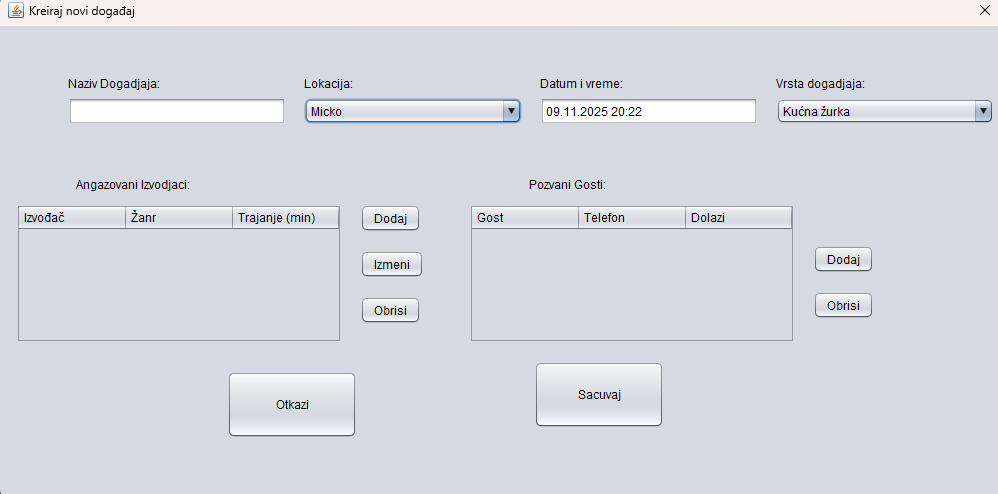 Kreiraj novi događaj
Naziv Dogadjaja: Lokacija: Datum i vreme: Vrsta dogadjaja:
Micko 09.11.2025 20:22 Kućna žurka
Angazovani Izvodjaci: Pozvani Gosti:
Izvođač Žanr Trajanje (min) Dodaj Gost Telefon Dolazi
Izmeni Dodaj
Obrisi Obrisi
Otkazi Sacuvaj